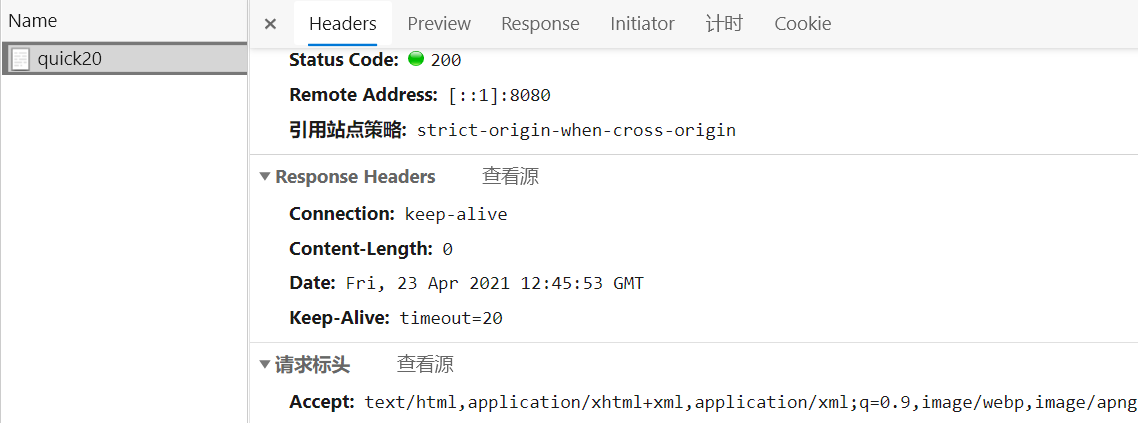 Name
Headers Preview Response Initiator 计时 Cookie
quick20
Status Code: 200
Remote Address: [::1]:8080
引用站点策略: strict-origin-when-cross-origin
Response Headers 查看源
Connection: keep-alive
Content-Length: 0
Date: Fri, 23 Apr 2021 12:45:53 GMT
Keep-Alive: timeout=20
请求标头 查看源
Accept: text/html,application/xhtml+xml,application/xml;q=0.9,image/webp,image/apng